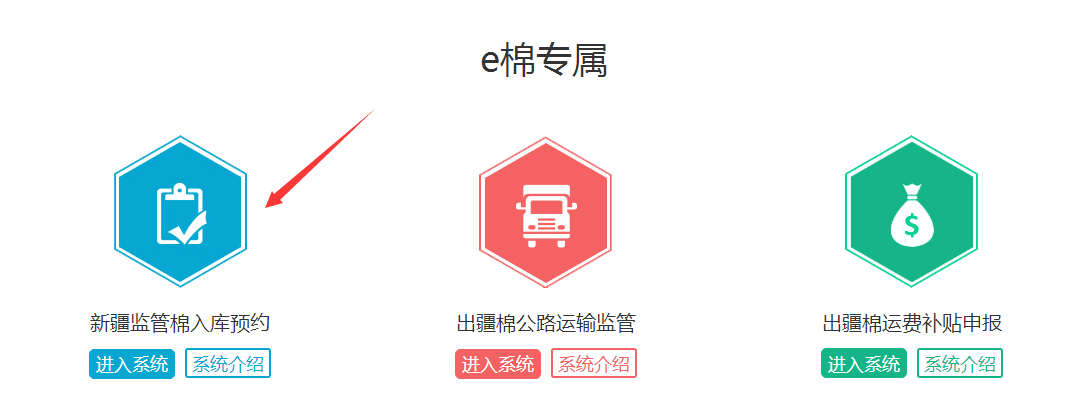 e棉专属
$
新疆监管棉入库预约 出疆棉公路运输监管 出疆棉运费补贴申报
进入系统 系统介绍 进入系统 系统介绍 进入系统 系统介绍